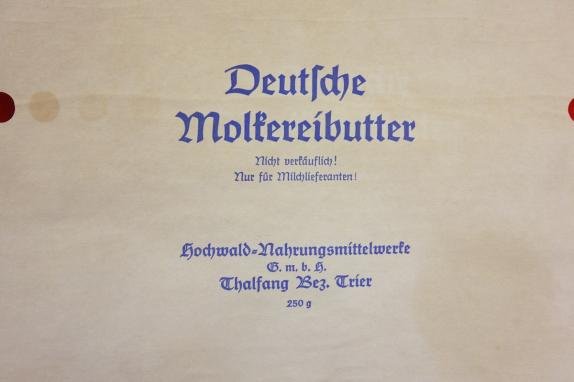 Deutſche
Molkereibutter
Nicht verkäuflich!
Nur für Milchlieferanten!
Hochwald-Nahrungsmittelwerke
G. m. b. H.
Thalfang Bez. Trier
250 g